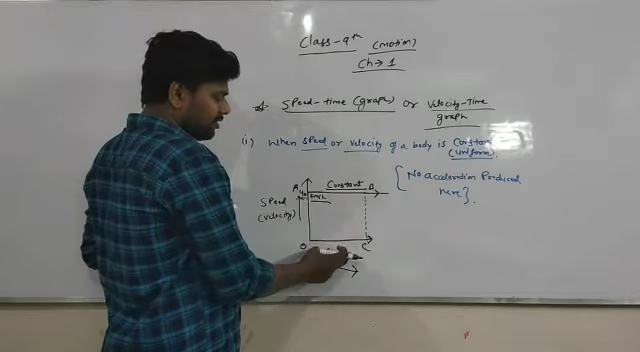 Class-9th (motion)
Ch→ 1
Speed-time (graph) or Velocity-Time
graph
(i) When speed or velocity of a body is Constant
(uniform).
{ No acceleration Produced
here }.
Constant
A
B
Speed
(velocity)
O
C